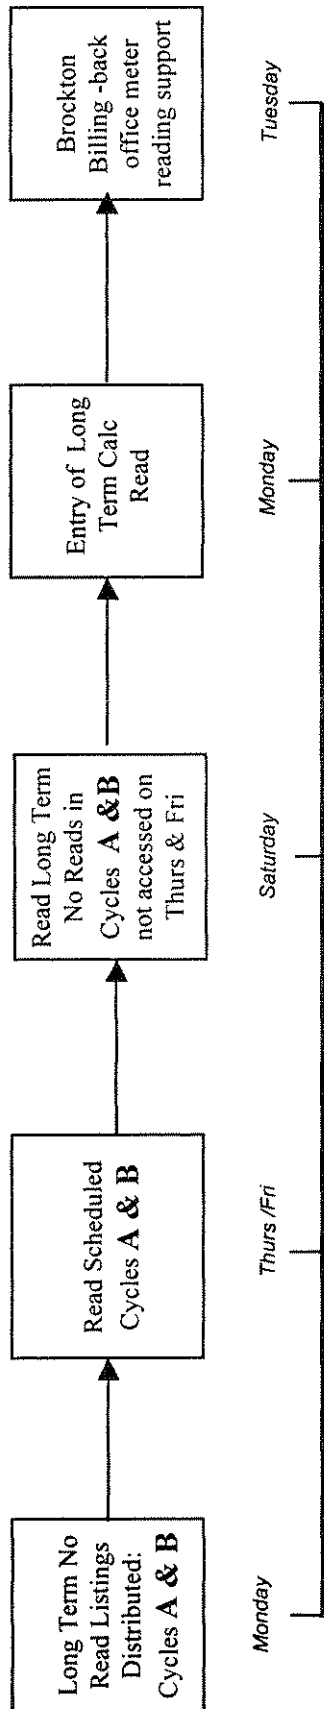 Long Term No
Read Listings
Distributed:
Cycles A & B
Read Scheduled
Cycles A & B
Read Long Term
No Reads in
Cycles A &B
not accessed on
Thurs & Fri
Entry of Long
Term Calc
Read
Brockton
Billing -back
office meter
reading support
Monday
Thurs /Fri
Saturday
Monday
Tuesday